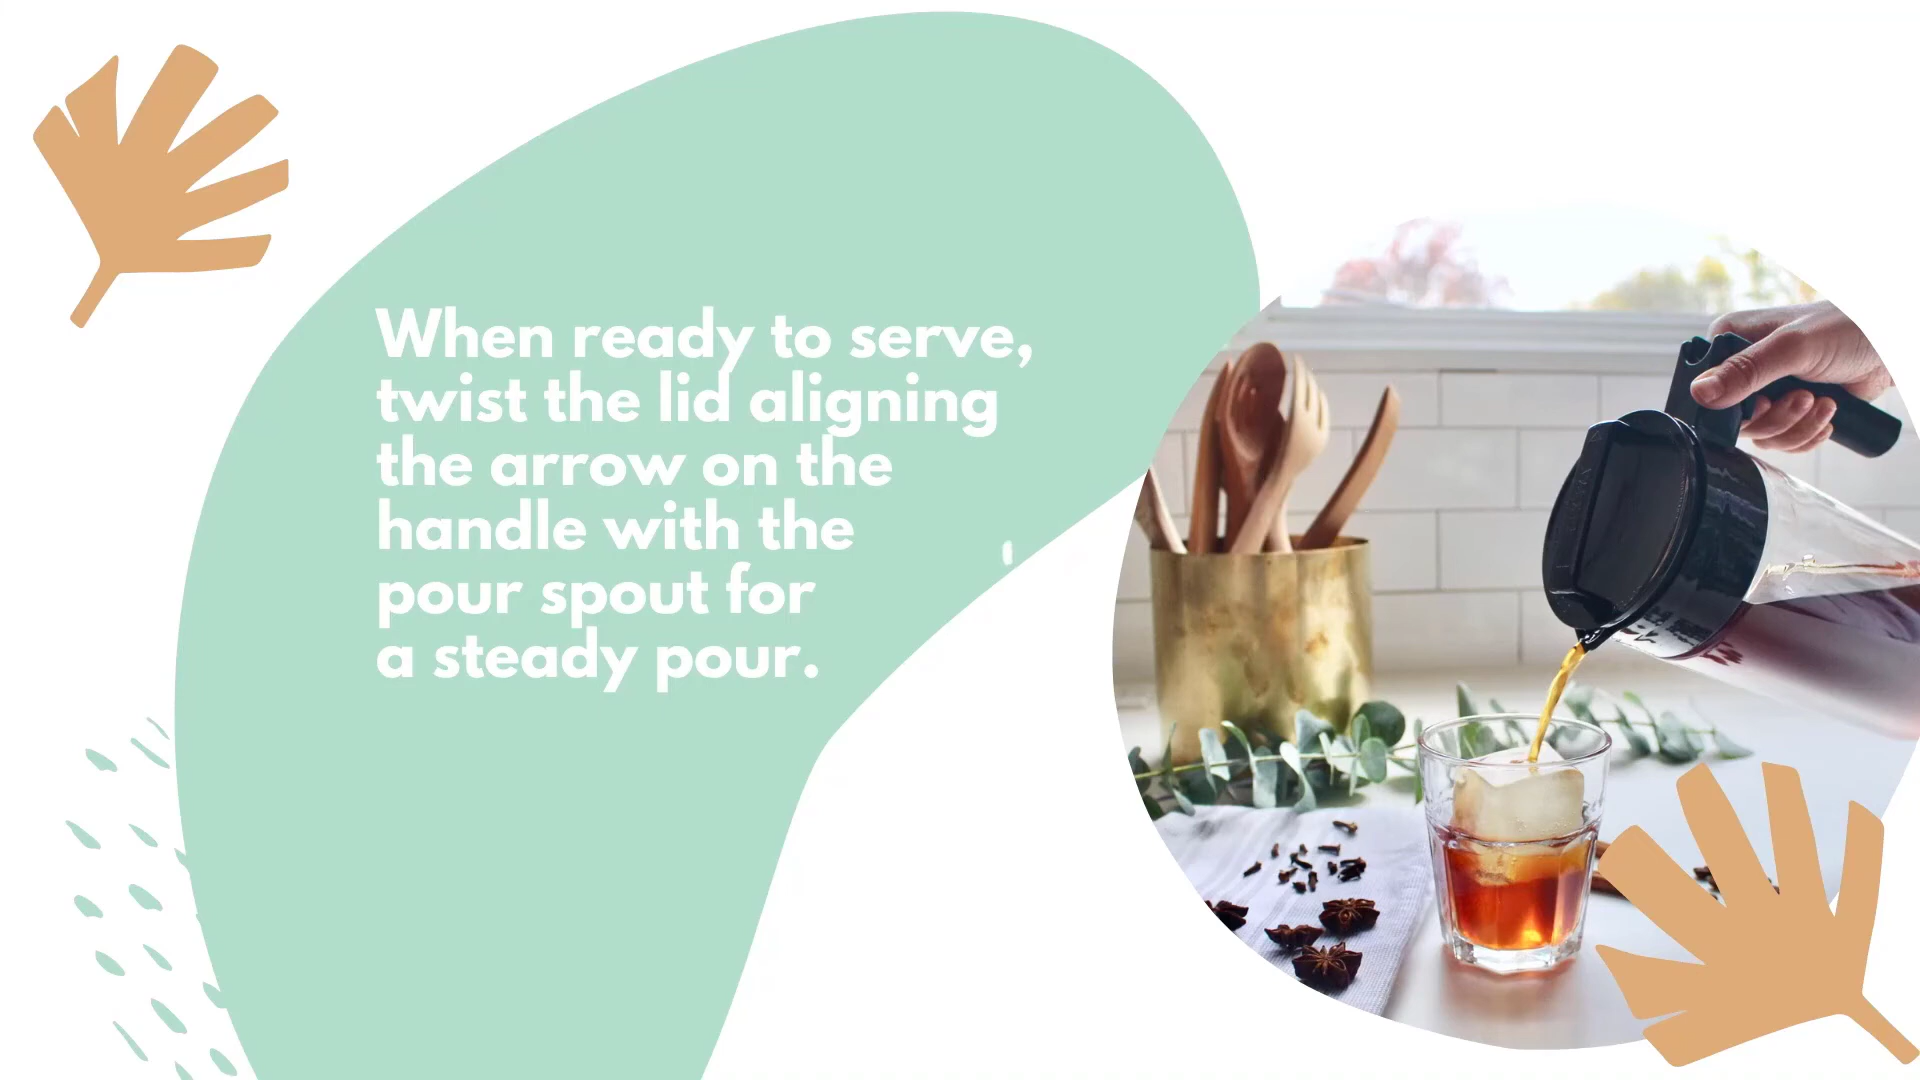 When ready to serve,
twist the lid aligning
the arrow on the
handle with the
pour spout for
a steady pour.